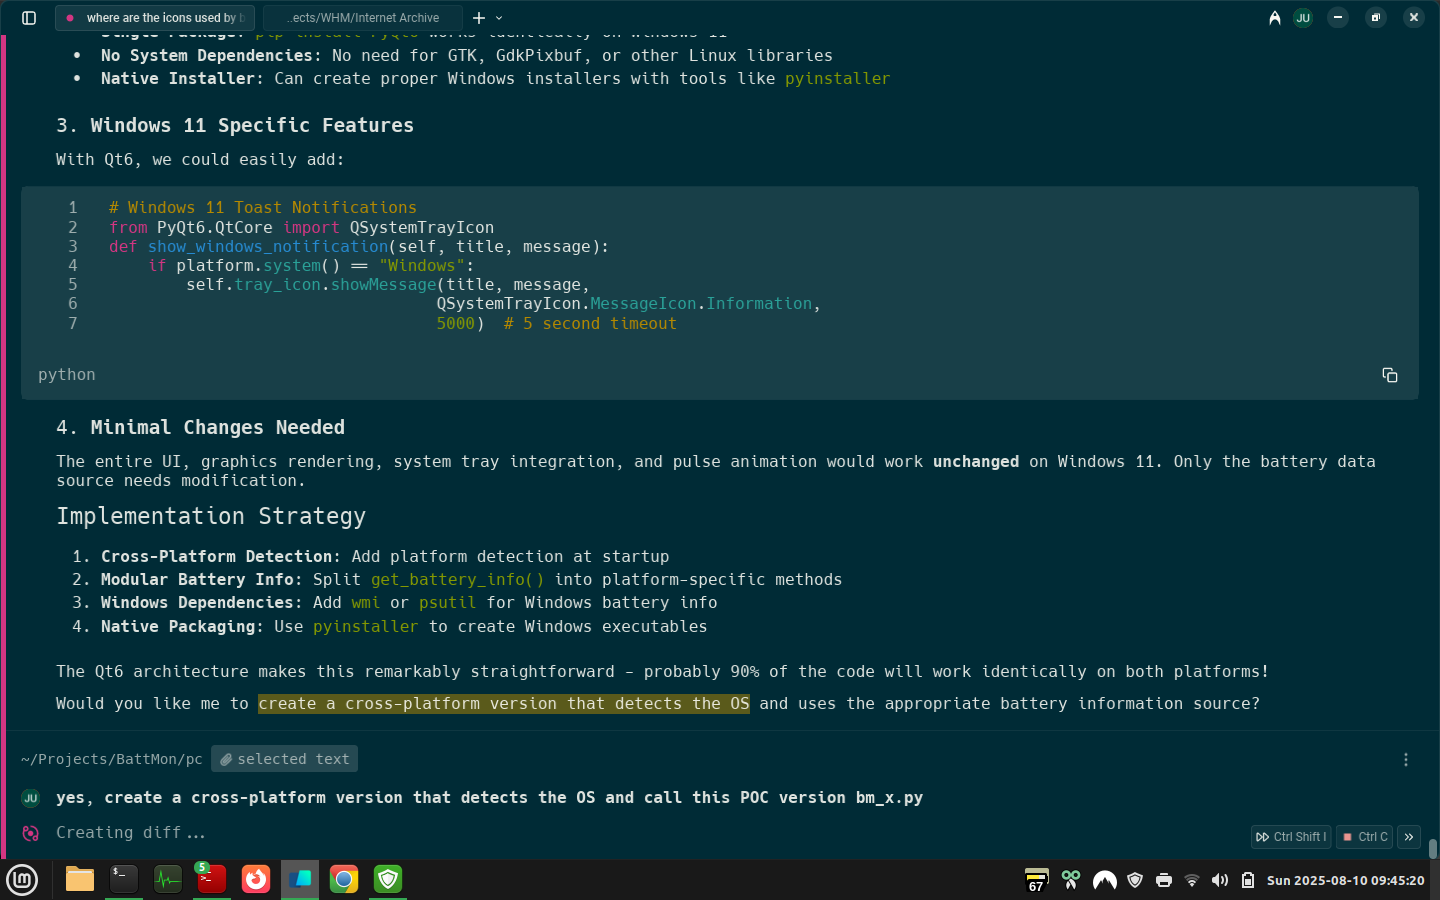 where are the icons used by b
..ects/WHM/Internet Archive
JU
Single Package: pip install PyQt6 works identically on Windows 11
• No System Dependencies: No need for GTK, GdkPixbuf, or other Linux libraries
• Native Installer: Can create proper Windows installers with tools like pyinstaller
3. Windows 11 Specific Features
With Qt6, we could easily add:
1 # Windows 11 Toast Notifications
2 from PyQt6.QtCore import QSystemTrayIcon
3 def show_windows_notification(self, title, message):
4 if platform.system() == "Windows":
5 self.tray_icon.showMessage(title, message,
6 QSystemTrayIcon.MessageIcon.Information,
7 5000) # 5 second timeout
python
4. Minimal Changes Needed
The entire UI, graphics rendering, system tray integration, and pulse animation would work unchanged on Windows 11. Only the battery data
source needs modification.
Implementation Strategy
1. Cross-Platform Detection: Add platform detection at startup
2. Modular Battery Info: Split get_battery_info() into platform-specific methods
3. Windows Dependencies: Add wmi or psutil for Windows battery info
4. Native Packaging: Use pyinstaller to create Windows executables
The Qt6 architecture makes this remarkably straightforward - probably 90% of the code will work identically on both platforms!
Would you like me to create a cross-platform version that detects the OS and uses the appropriate battery information source?
~/Projects/BattMon/pc selected text
JU yes, create a cross-platform version that detects the OS and call this POC version bm_x.py
Creating diff...
Ctrl Shift I
Ctrl C
$_
5
>_
67
Sun 2025-08-10 09:45:20